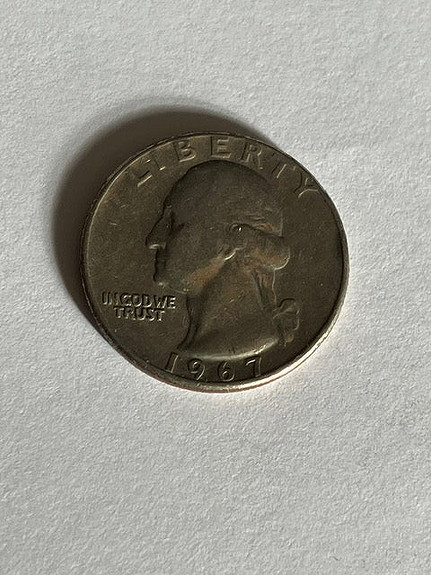 LIBERTY
IN GOD WE
TRUST
1967